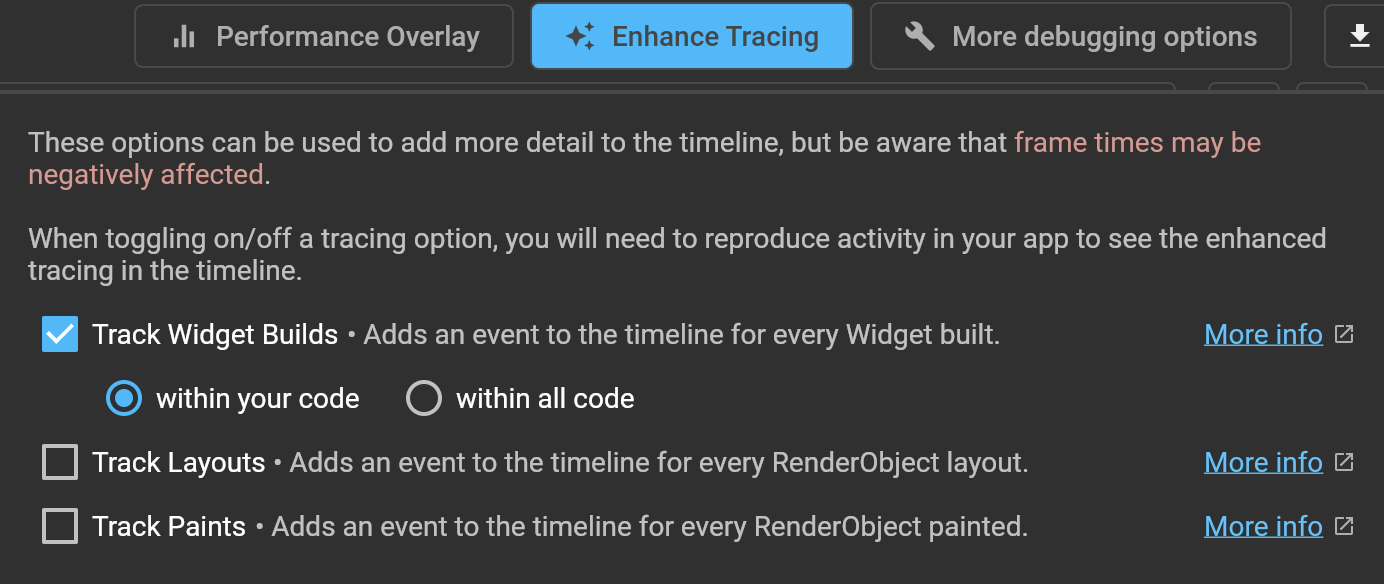 Performance Overlay Enhance Tracing More debugging options
These options can be used to add more detail to the timeline, but be aware that frame times may be
negatively affected.
When toggling on/off a tracing option, you will need to reproduce activity in your app to see the enhanced
tracing in the timeline.
Track Widget Builds • Adds an event to the timeline for every Widget built. More info
within your code within all code
Track Layouts • Adds an event to the timeline for every RenderObject layout. More info
Track Paints • Adds an event to the timeline for every RenderObject painted. More info